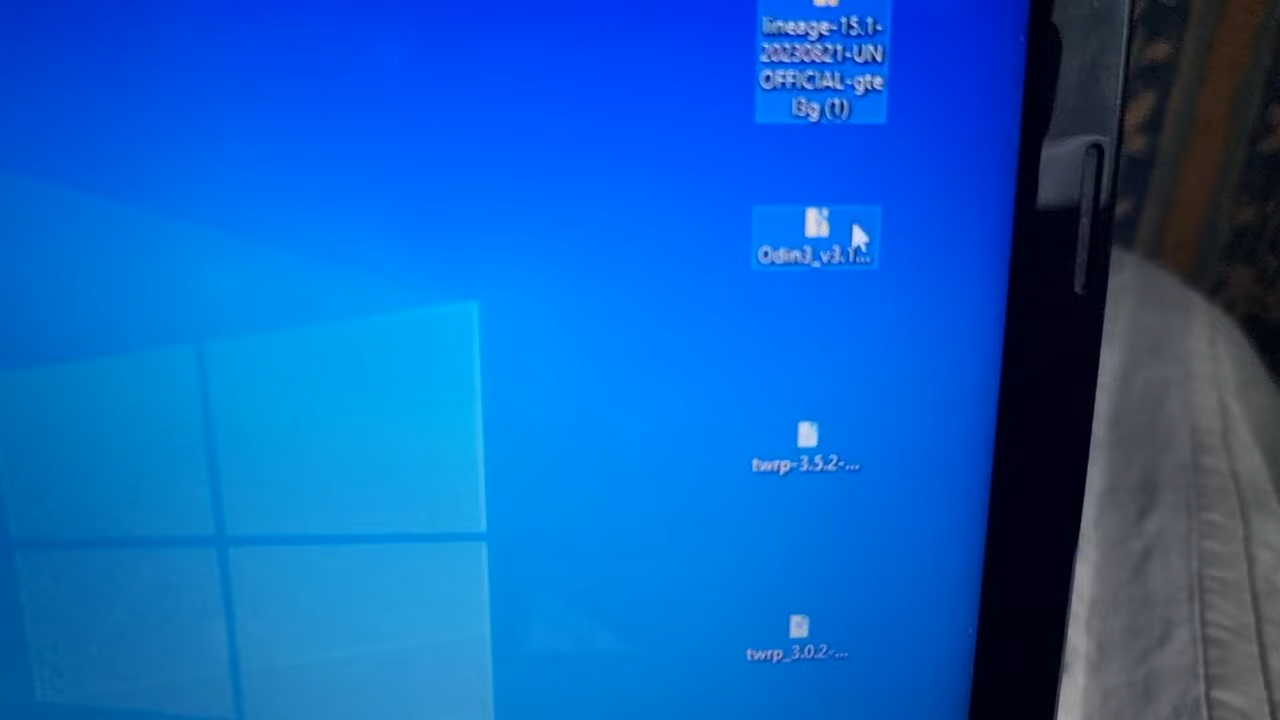 lineage-15.1-
20230821-UN
OFFICIAL-gte
l3g (1)
Odin3_v3.1...
twrp-3.5.2-...
twrp_3.0.2-...